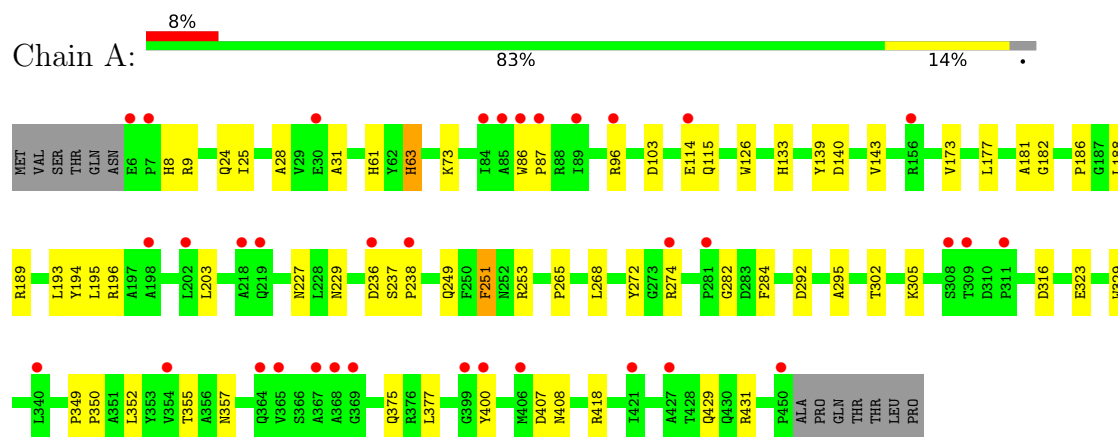 8%
Chain A:
83% 14% .
MET VAL SER THR GLN ASN E6 P7 H8 R9 Q24 I25 A28 V29 E30 A31 H61 Y62 H63 K73 I84 A85 W86 P87 R88 I89 R96 D103 E114 Q115 W126 H133 Y139 D140 V143 R156 V173 L177 A181 G182 P186 G187 L188
R189 L193 Y194 L195 R196 A197 A198 L202 L203 A218 Q219 N227 L228 N229 D236 S237 P238 Q249 F250 F251 N252 R253 P265 L268 Y272 G273 R274 P281 G282 D283 F284 D292 A295 T302 K305 S308 T309 D310 P311 D316 E323 W329
L340 P349 P350 A351 L352 Y353 V354 T355 A356 N357 Q364 V365 S366 A367 A368 G369 Q375 R376 L377 G399 Y400 M406 D407 N408 R418 I421 A427 T428 Q429 Q430 R431 P450 ALA PRO GLN THR THR LEU PRO